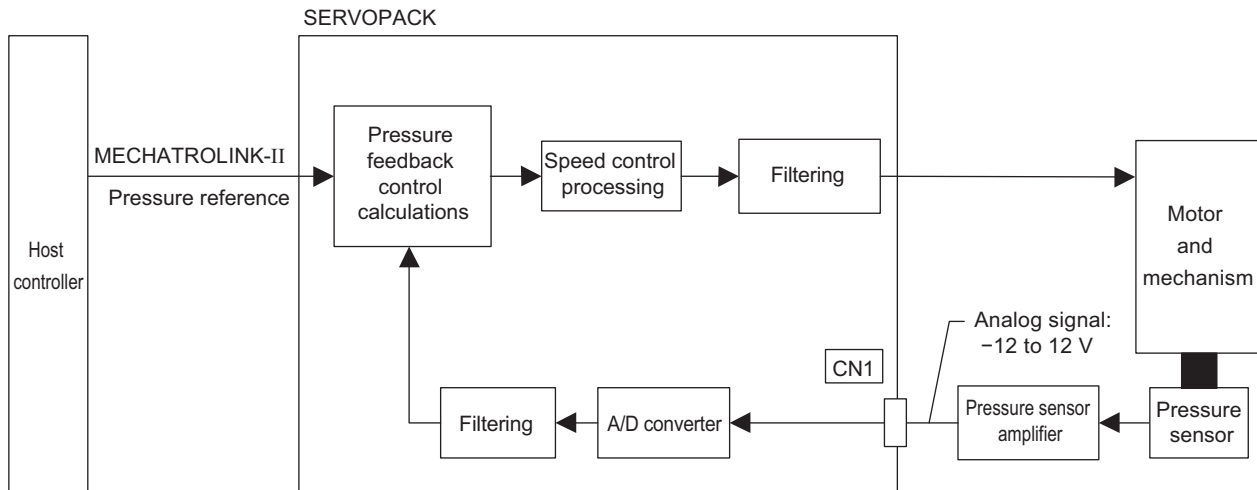 SERVOPACK
Host
controller
MECHATROLINK-II
Pressure reference
Pressure
feedback
control
calculations
Speed control
processing
Filtering
Motor
and
mechanism
Analog signal:
−12 to 12 V
CN1
Filtering
A/D converter
Pressure sensor
amplifier
Pressure
sensor